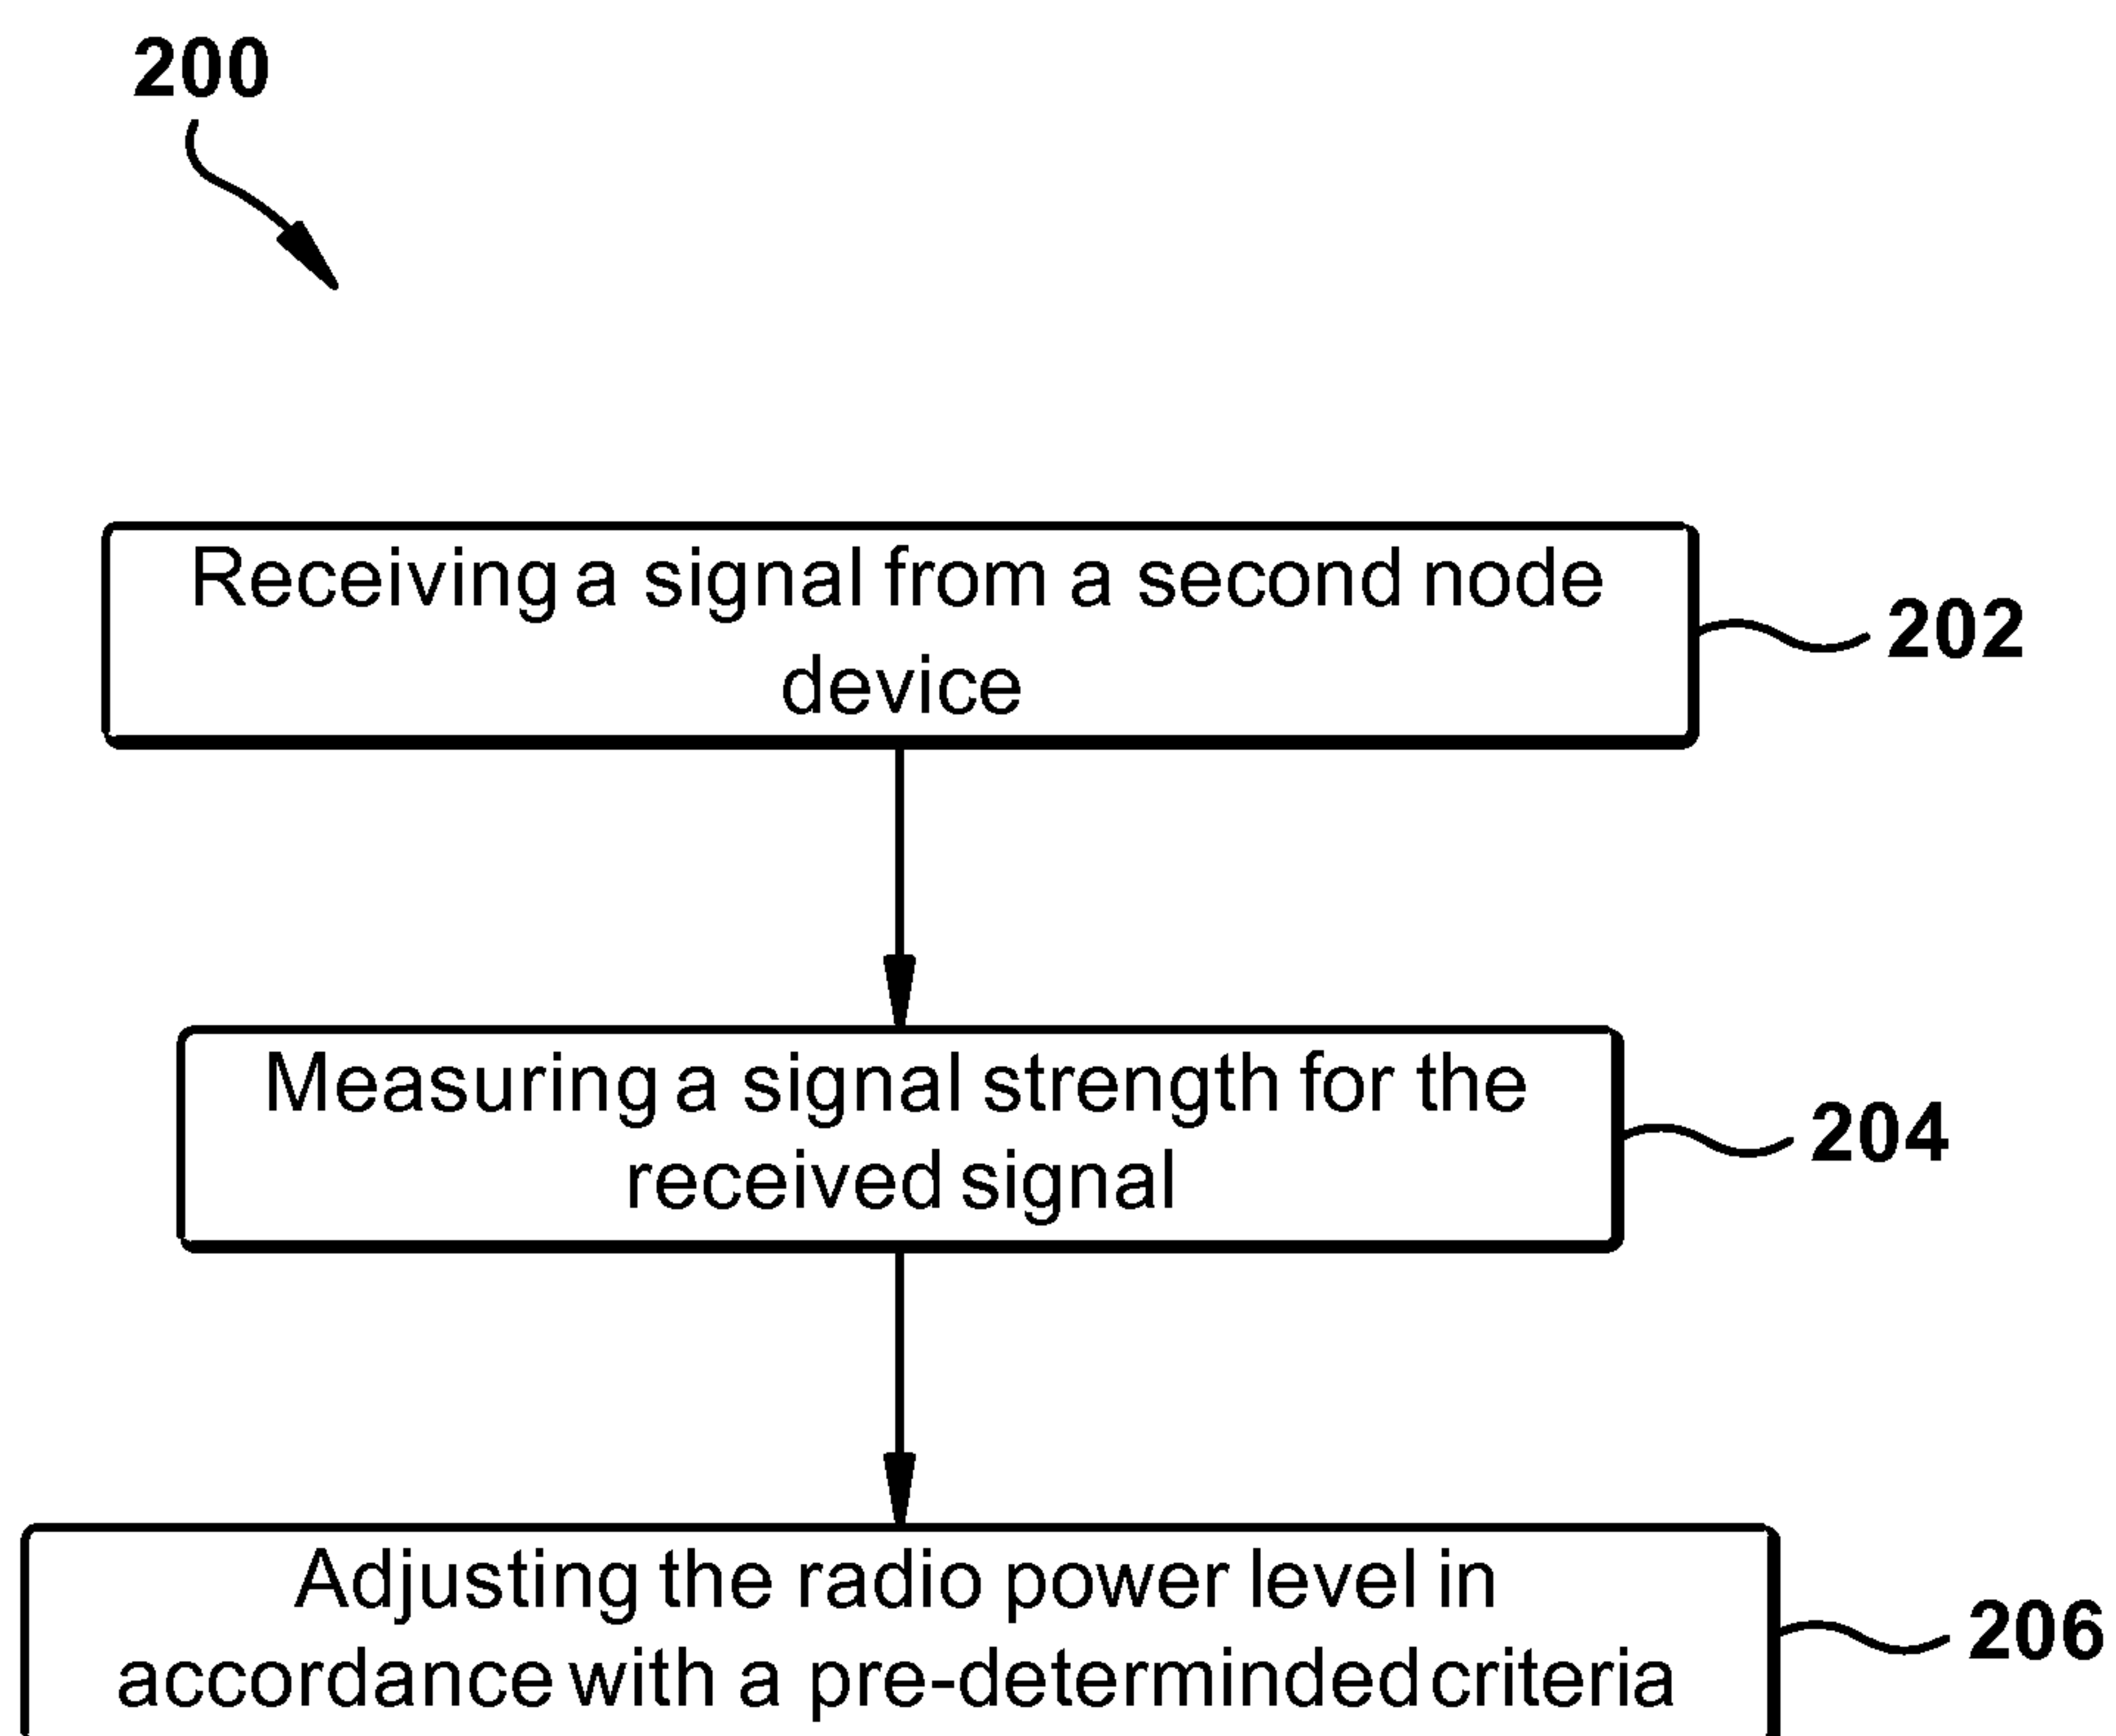 200
Receiving a signal from a second node
device
202
Measuring a signal strength for the
received signal
204
Adjusting the radio power level in
accordance with a pre-determinded criteria
206